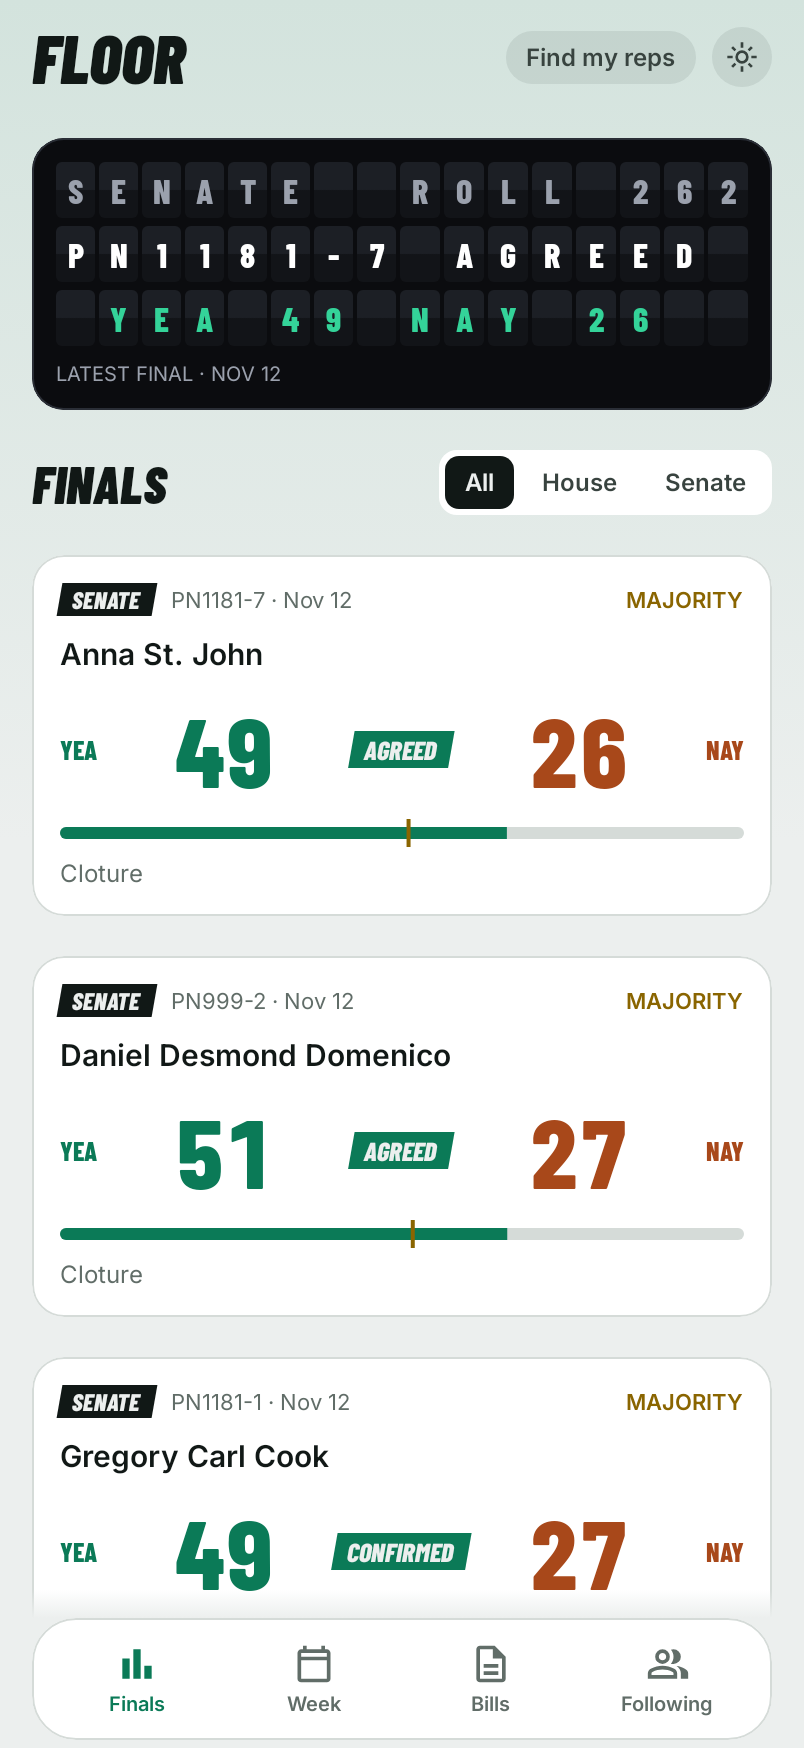 FLOOR
Find my reps
SENATE ROLL 262
PN1181-7 AGREED
YEA 49 NAY 26
LATEST FINAL · NOV 12
FINALS
All House Senate
SENATE PN1181-7 · Nov 12 MAJORITY
Anna St. John
YEA 49 AGREED 26 NAY
Cloture
SENATE PN999-2 · Nov 12 MAJORITY
Daniel Desmond Domenico
YEA 51 AGREED 27 NAY
Cloture
SENATE PN1181-1 · Nov 12 MAJORITY
Gregory Carl Cook
YEA 49 CONFIRMED 27 NAY
Finals Week Bills Following